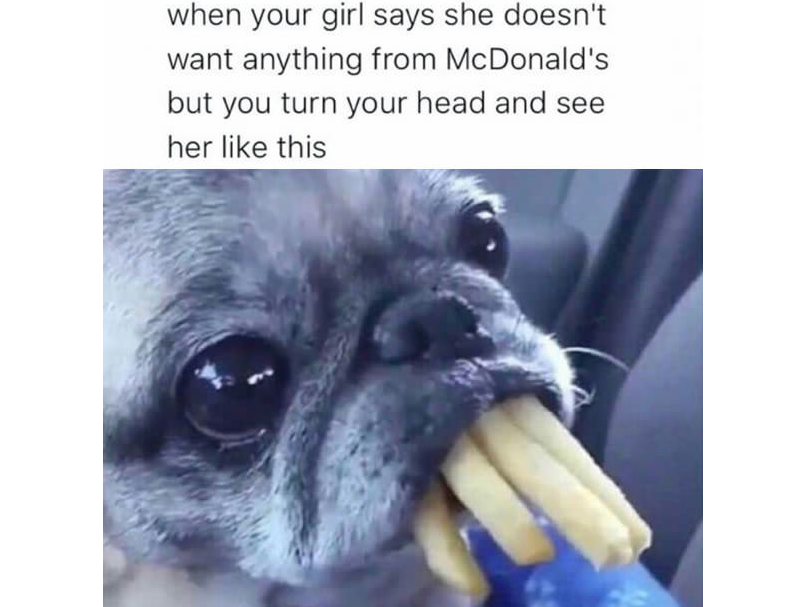 when your girl says she doesn't
want anything from McDonald's
but you turn your head and see
her like this